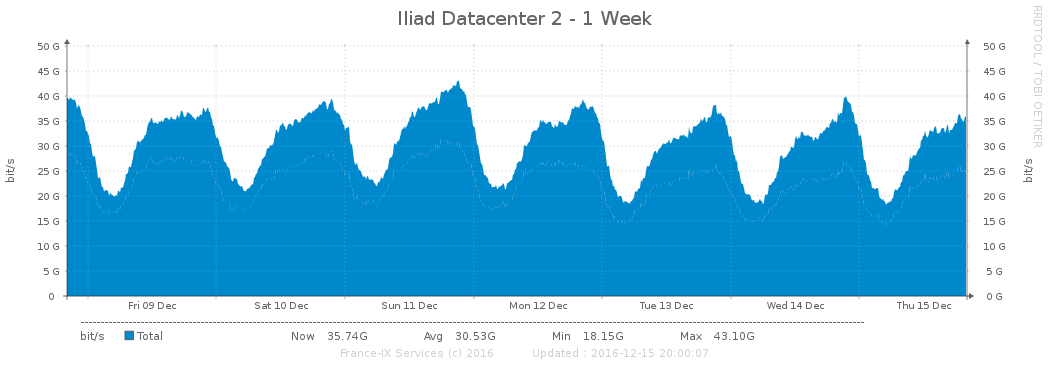 Iliad Datacenter 2 - 1 Week
RRDTOOL / TOBI OETIKER
50 G 50 G
45 G 45 G
40 G 40 G
35 G 35 G
30 G 30 G
25 G 25 G
20 G 20 G
15 G 15 G
10 G 10 G
5 G 5 G
0 0 G
bit/s bit/s
Fri 09 Dec Sat 10 Dec Sun 11 Dec Mon 12 Dec Tue 13 Dec Wed 14 Dec Thu 15 Dec
bit/s Total Now 35.74G Avg 30.53G Min 18.15G Max 43.10G
France-IX Services (c) 2016 Updated : 2016-12-15 20:00:07